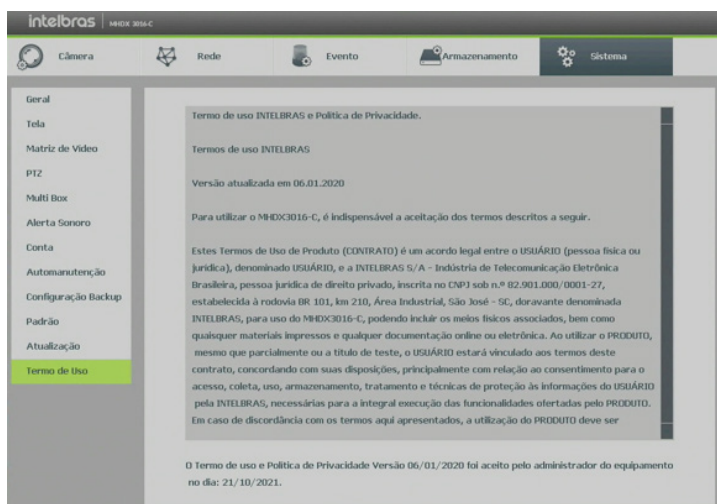 intelbras MHDX 3016-C
Câmera Rede Evento Armazenamento Sistema
Geral
Tela
Matriz de Vídeo
PTZ
Multi Box
Alerta Sonoro
Conta
Automanutenção
Configuração Backup
Padrão
Atualização
Termo de Uso
Termo de uso INTELBRAS e Politica de Privacidade.
Termos de uso INTELBRAS
Versão atualizada em 06.01.2020
Para utilizar o MHDX3016-C, é indispensável a aceitação dos termos descritos a seguir.
Estes Termos de Uso de Produto (CONTRATO) é um acordo legal entre o USUÁRIO (pessoa física ou
jurídica), denominado USUÁRIO, e a INTELBRAS S/A - Indústria de Telecomunicação Eletrônica
Brasileira, pessoa jurídica de direito privado, inscrita no CNPJ sob n.º 82.901.000/0001-27,
estabelecida à rodovia BR 101, km 210, Área Industrial, São José - SC, doravante denominada
INTELBRAS, para uso do MHDX3016-C, podendo incluir os meios físicos associados, bem como
quaisquer materiais impressos e qualquer documentação online ou eletrônica. Ao utilizar o PRODUTO,
mesmo que parcialmente ou a título de teste, o USUÁRIO estará vinculado aos termos deste
contrato, concordando com suas disposições, principalmente com relação ao consentimento para o
acesso, coleta, uso, armazenamento, tratamento e técnicas de proteção às informações do USUÁRIO
pela INTELBRAS, necessárias para a integral execução das funcionalidades ofertadas pelo PRODUTO.
Em caso de discordância com os termos aqui apresentados, a utilização do PRODUTO deve ser
O Termo de uso e Politica de Privacidade Versão 06/01/2020 foi aceito pelo administrador do equipamento
no dia: 21/10/2021.